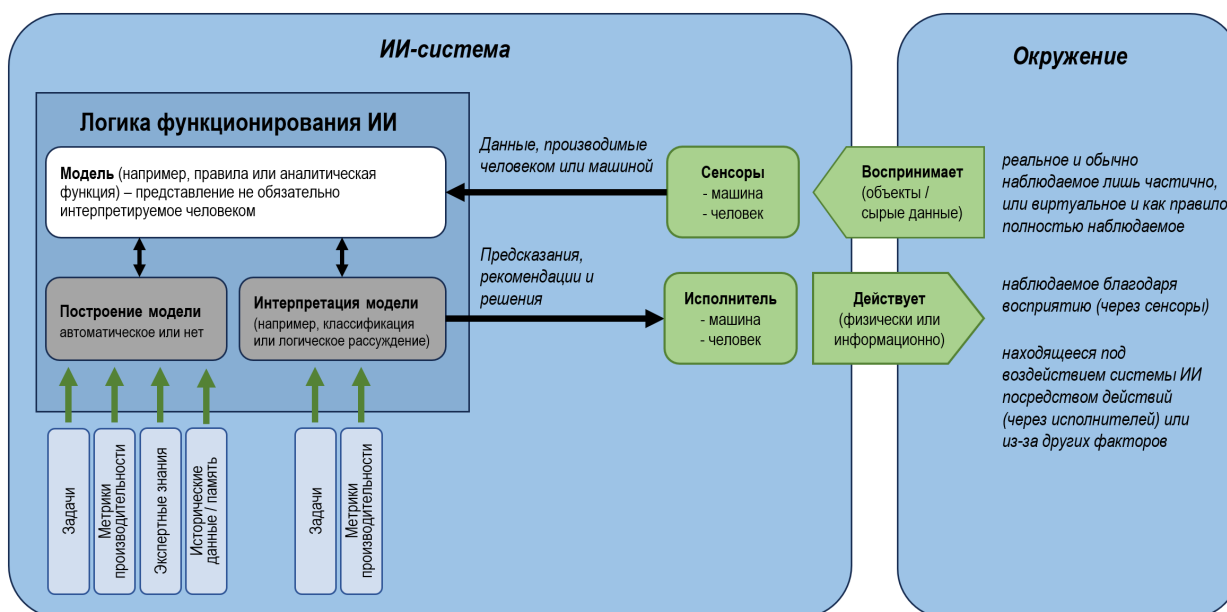 ИИ-система
Логика функционирования ИИ
Модель (например, правила или аналитическая
функция) – представление не обязательно
интерпретируемое человеком
Построение модели
автоматическое или нет
Интерпретация модели
(например, классификация
или логическое рассуждение)
Задачи
Метрики
производительности
Экспертные знания
Исторические
данные / память
Задачи
Метрики
производительности
Данные, производимые
человеком или машиной
Предсказания,
рекомендации и
решения
Сенсоры
- машина
- человек
Исполнитель
- машина
- человек
Воспринимает
(объекты /
сырые данные)
Действует
(физически или
информационно)
Окружение
реальное и обычно
наблюдаемое лишь частично,
или виртуальное и как правило
полностью наблюдаемое
наблюдаемое благодаря
восприятию (через сенсоры)
находящееся под
воздействием системы ИИ
посредством действий
(через исполнителей) или
из-за других факторов